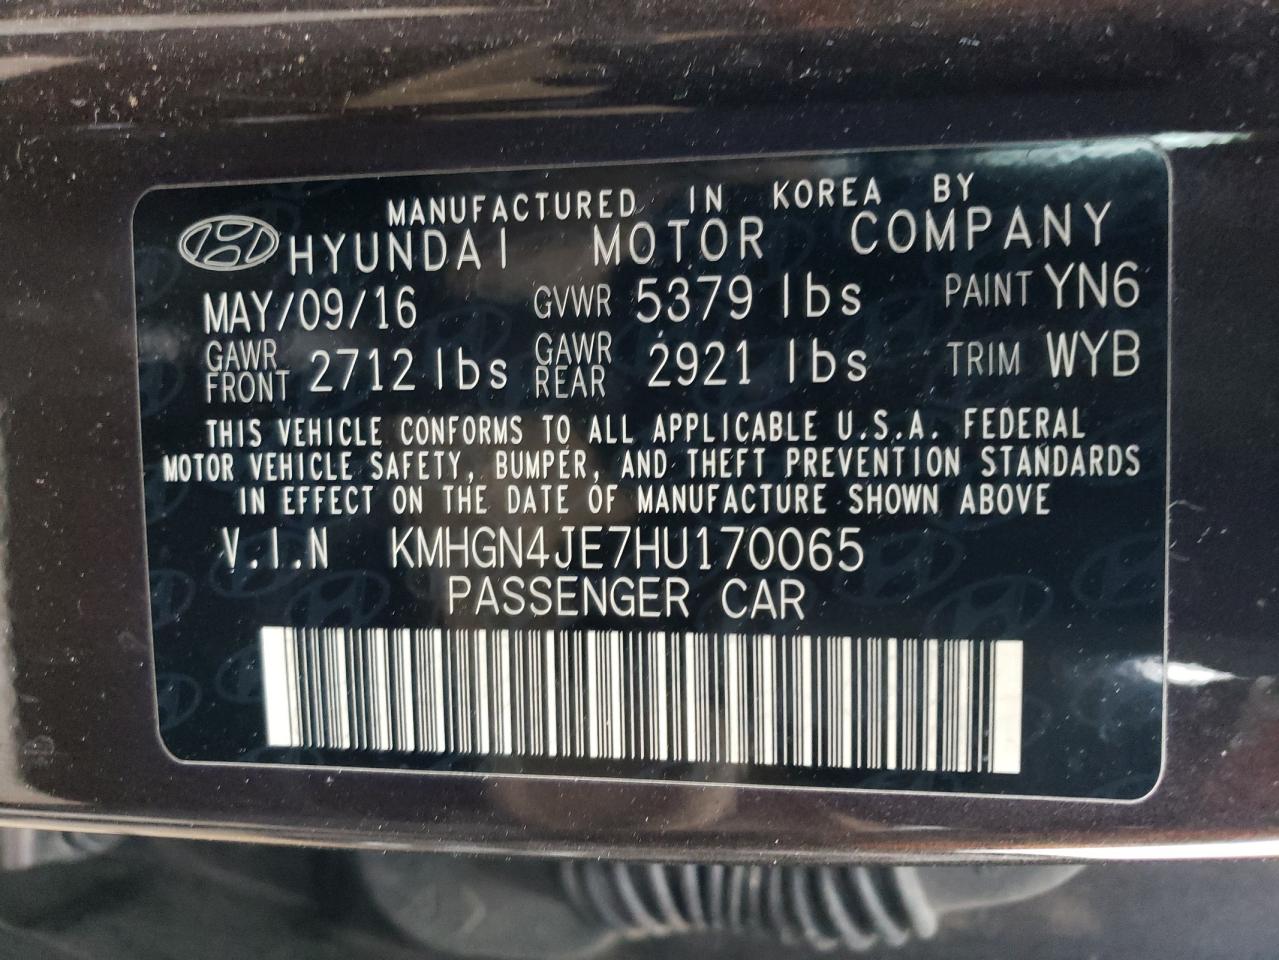 MANUFACTURED IN KOREA BY
HYUNDAI MOTOR COMPANY
MAY/09/16 GVWR 5379 lbs PAINT YN6
GAWR FRONT 2712 lbs GAWR REAR 2921 lbs TRIM WYB
THIS VEHICLE CONFORMS TO ALL APPLICABLE U.S.A. FEDERAL
MOTOR VEHICLE SAFETY, BUMPER, AND THEFT PREVENTION STANDARDS
IN EFFECT ON THE DATE OF MANUFACTURE SHOWN ABOVE
V.I.N KMHGN4JE7HU170065
PASSENGER CAR